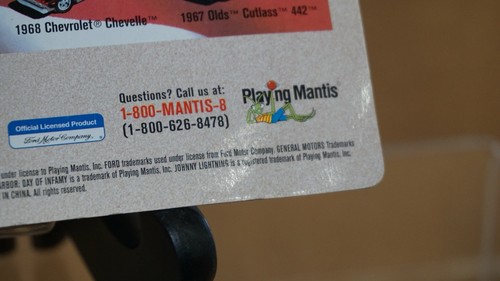 1968 Chevrolet® Chevelle™
1967 Olds™ Cutlass™ 442™
Questions? Call us at:
1-800-MANTIS-8
(1-800-626-8478)
Playing Mantis®
Official Licensed Product
Ford Motor Company
under license to Playing Mantis, Inc. FORD trademarks used under license from Ford Motor Company. GENERAL MOTORS Trademarks
HARBOR: DAY OF INFAMY is a trademark of Playing Mantis, Inc. JOHNNY LIGHTNING is a registered trademark of Playing Mantis, Inc.
IN CHINA. All rights reserved.